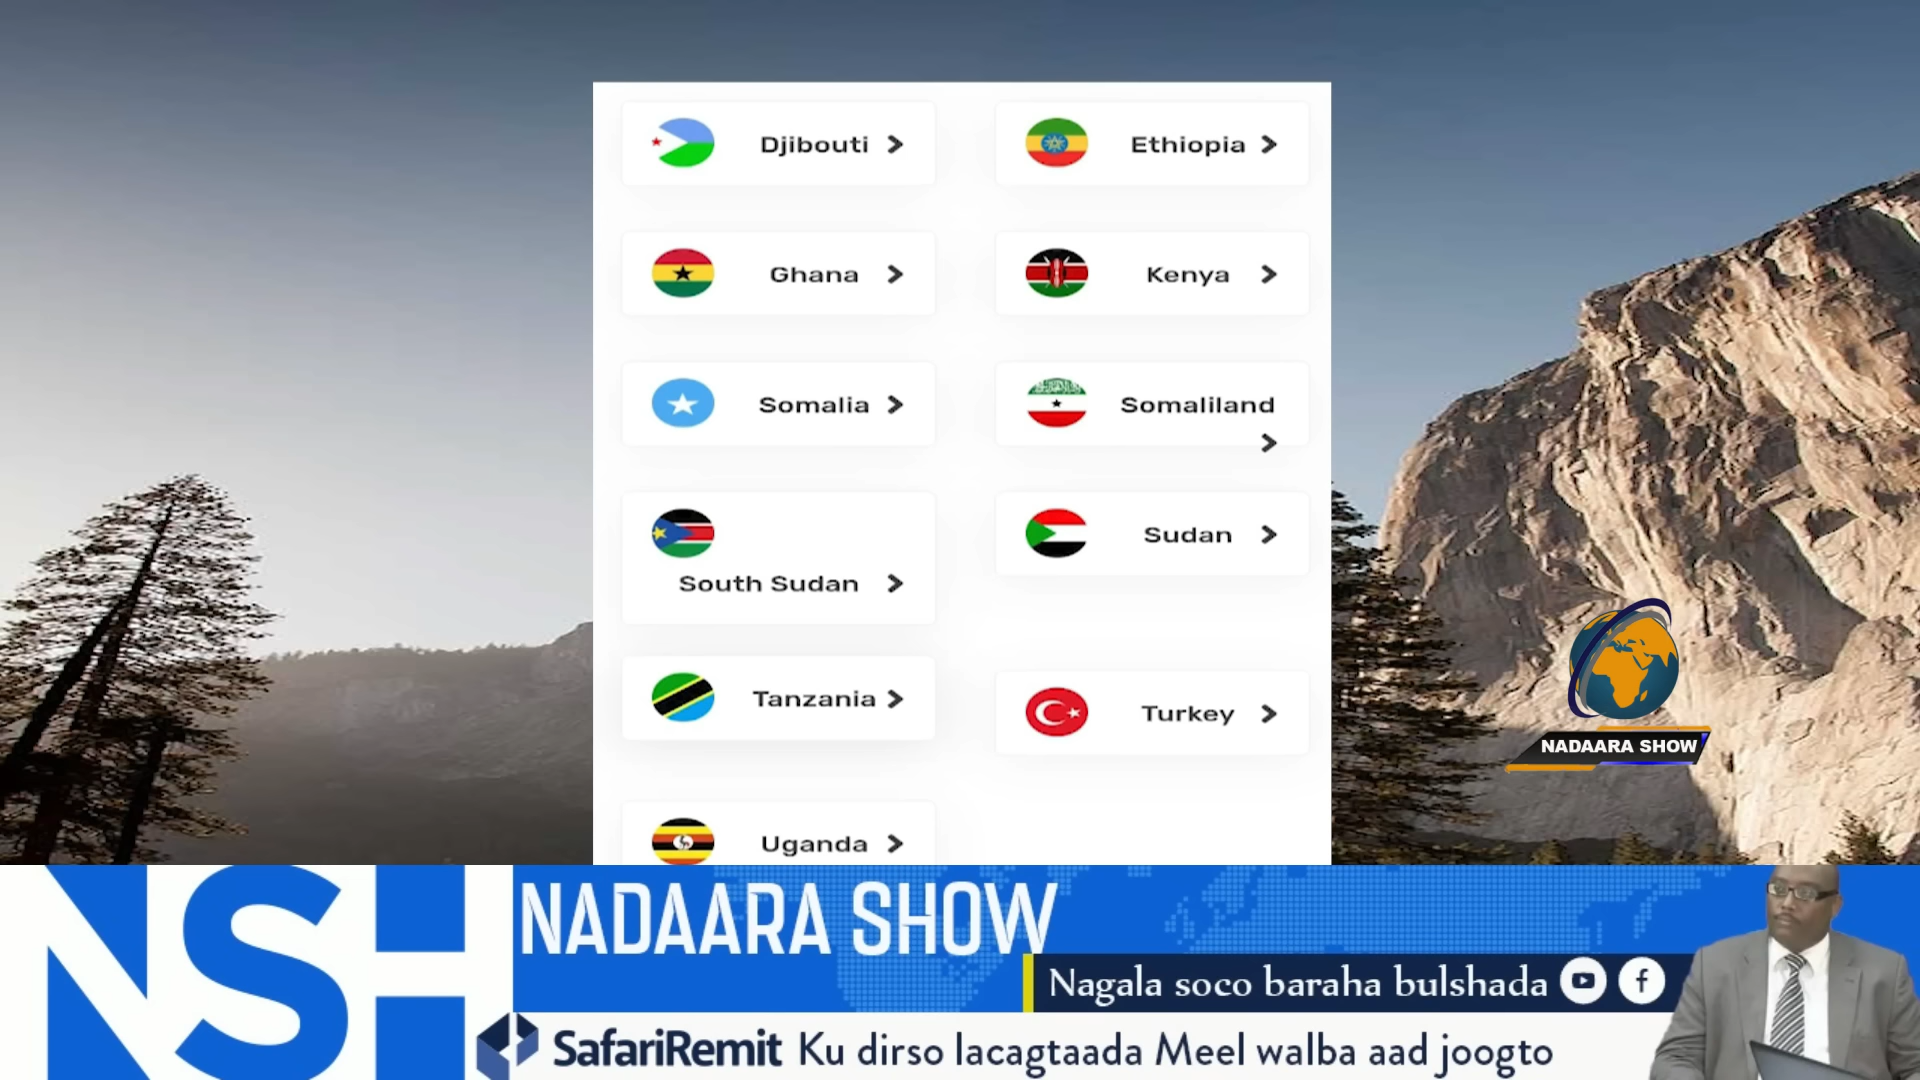 Djibouti
Ethiopia
Ghana
Kenya
Somalia
Somaliland
South Sudan
Sudan
Tanzania
Turkey
Uganda
NADAARA SHOW
NSH
NADAARA SHOW
Nagala soco baraha bulshada
SafariRemit Ku dirso lacagtaada Meel walba aad joogto